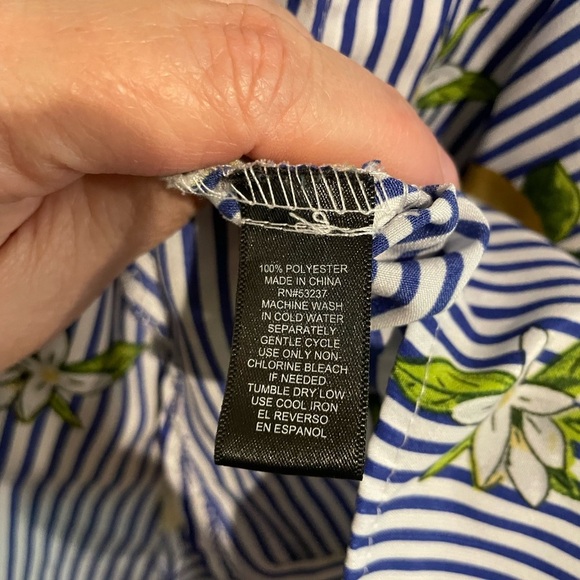 100% POLYESTER
MADE IN CHINA
RN#53237
MACHINE WASH
IN COLD WATER
SEPARATELY
GENTLE CYCLE
USE ONLY NON-
CHLORINE BLEACH
IF NEEDED.
TUMBLE DRY LOW
USE COOL IRON
EL REVERSO
EN ESPANOL